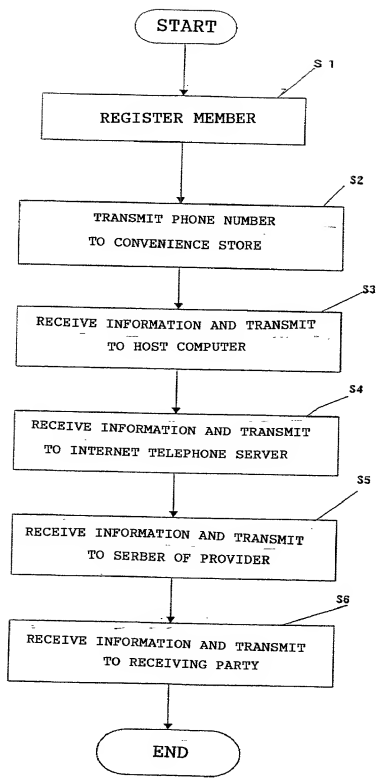 START
S1
REGISTER MEMBER
S2
TRANSMIT PHONE NUMBER
TO CONVENIENCE STORE
S3
RECEIVE INFORMATION AND TRANSMIT
TO HOST COMPUTER
S4
RECEIVE INFORMATION AND TRANSMIT
TO INTERNET TELEPHONE SERVER
S5
RECEIVE INFORMATION AND TRANSMIT
TO SERBER OF PROVIDER
S6
RECEIVE INFORMATION AND TRANSMIT
TO RECEIVING PARTY
END